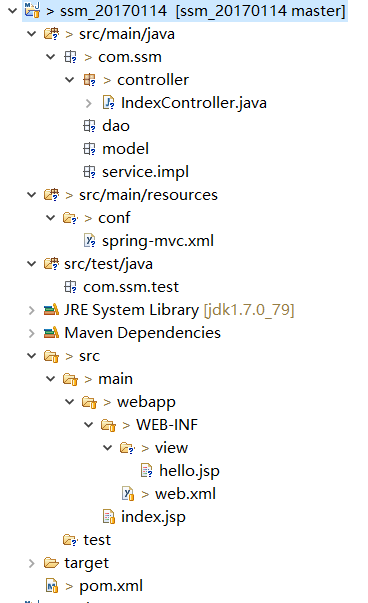 > ssm_20170114 [ssm_20170114 master]
> src/main/java
> com.ssm
> controller
> IndexController.java
dao
model
service.impl
> src/main/resources
> conf
spring-mvc.xml
src/test/java
com.ssm.test
JRE System Library [jdk1.7.0_79]
Maven Dependencies
> src
> main
> webapp
> WEB-INF
> view
hello.jsp
> web.xml
index.jsp
test
target
> pom.xml